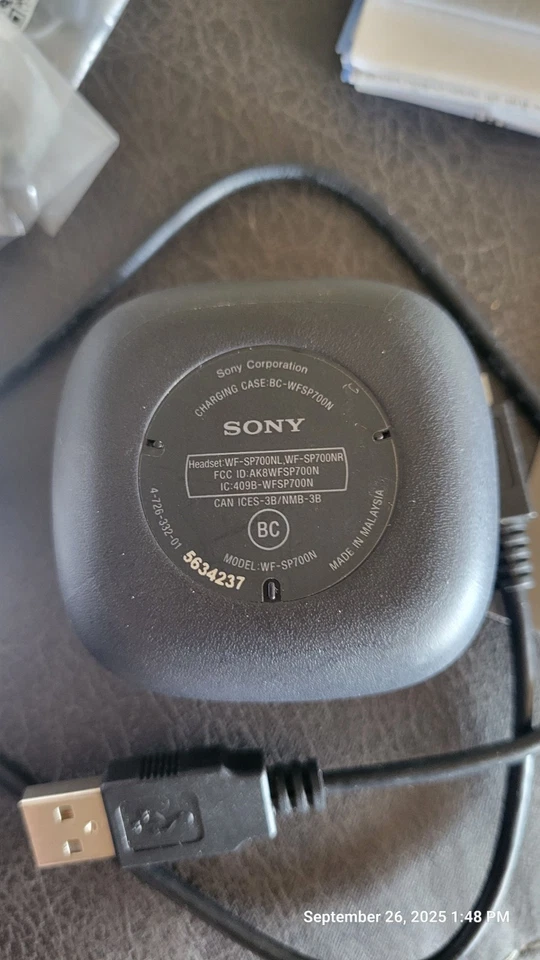 Sony Corporation
CHARGING CASE:BC-WFSP700N
SONY
Headset:WF-SP700NL,WF-SP700NR
FCC ID:AK8WFSP700N
IC:409B-WFSP700N
CAN ICES-3B/NMB-3B
BC
4-726-332-01
5634237
MODEL:WF-SP700N
MADE IN MALAYSIA
September 26, 2025 1:48 PM